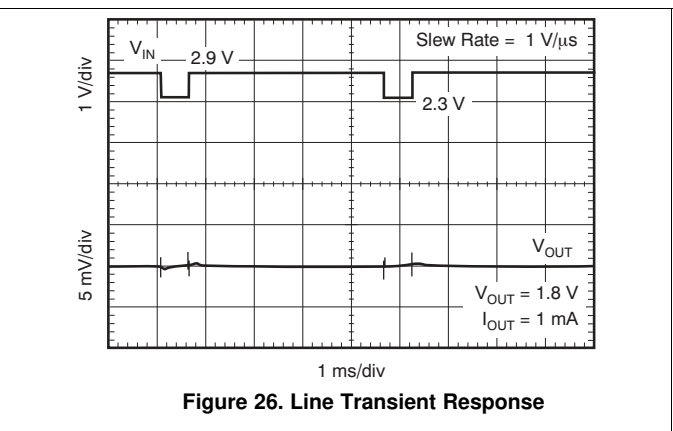 V_IN
2.9 V
Slew Rate = 1 V/μs
1 V/div
2.3 V
V_OUT
5 mV/div
V_OUT = 1.8 V
I_OUT = 1 mA
1 ms/div
Figure 26. Line Transient Response